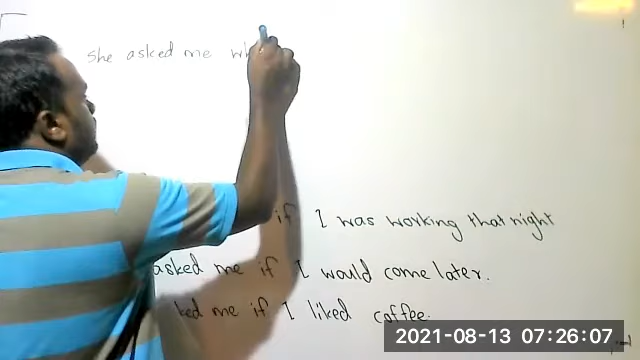 she asked me wh
if I was working that night
asked me if I would come later.
ked me if I liked coffee.
2021-08-13 07:26:07